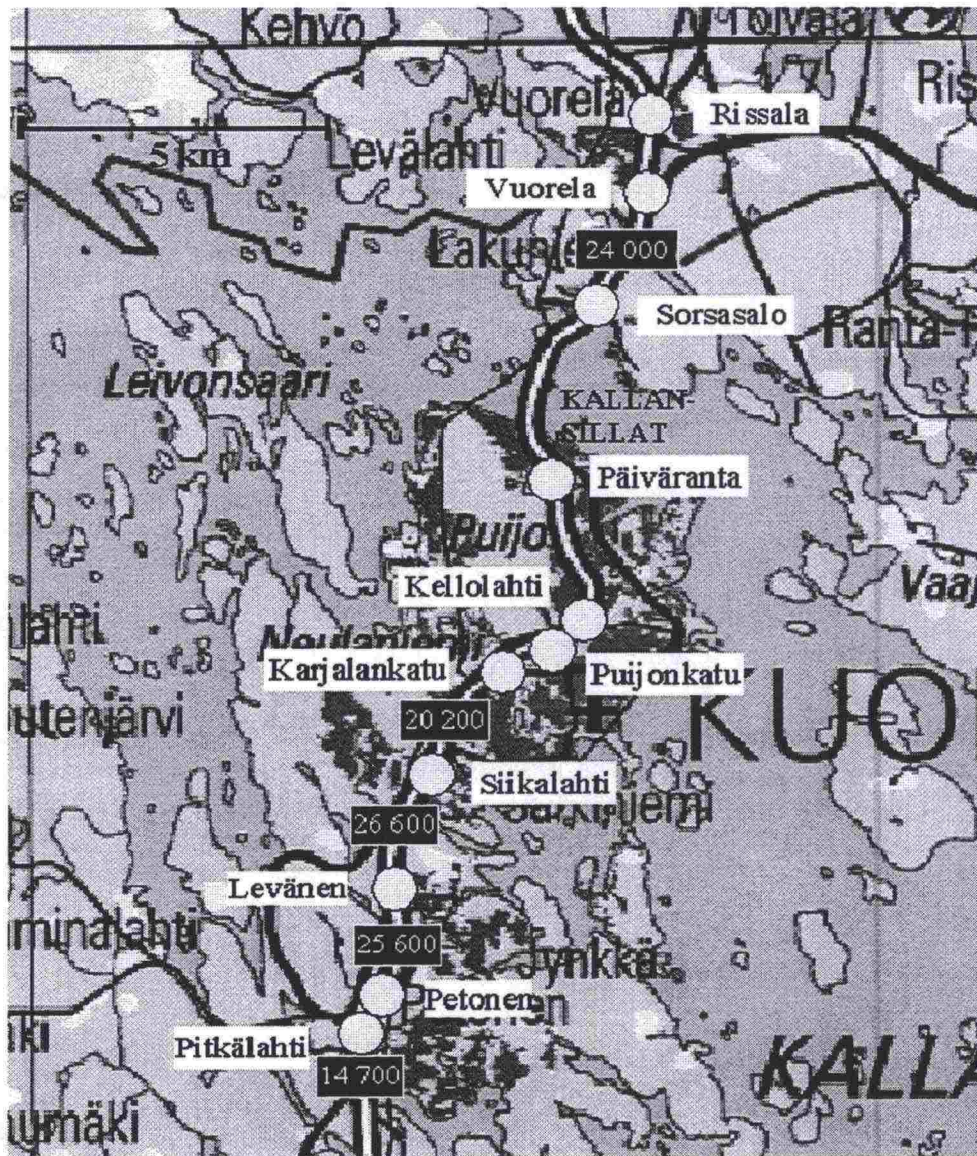 Kehvo
Toivala
Vuorela
Rissala
Ris
5 km
Levälahti
Vuorela
24 000
Sorsasalo
Ranta-
Leivonsaari
KALLAN-
SILLAT
Päiväranta
Puijo
Kellolahti
Vaaj
lahti
Karjalankatu
Puijonkatu
KUO
utenjärvi
20 200
Siikalahti
26 600
Levänen
minalahti
25 600
Jynkkä
Petonen
Pitkälahti
14 700
KALLA
umäki